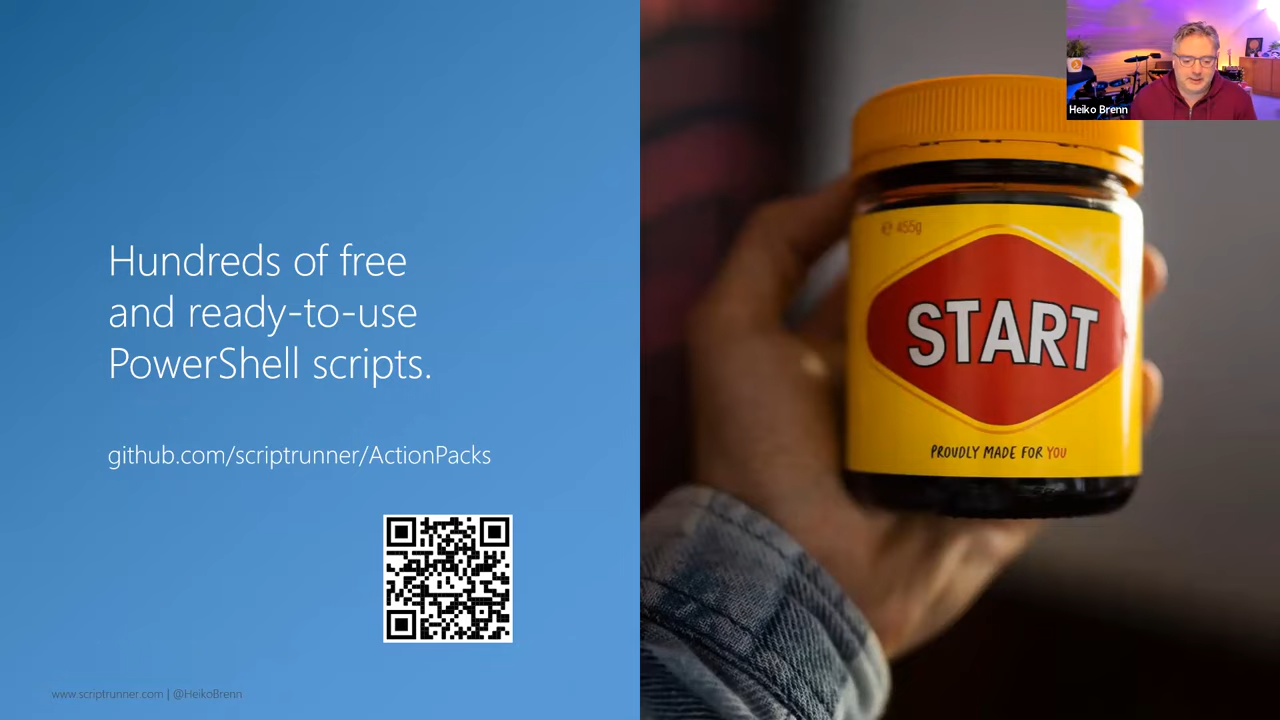 Hundreds of free
and ready-to-use
PowerShell scripts.
github.com/scriptrunner/ActionPacks
www.scriptrunner.com | @HeikoBrenn
Heiko Brenn
℮ 455g
START
PROUDLY MADE FOR YOU